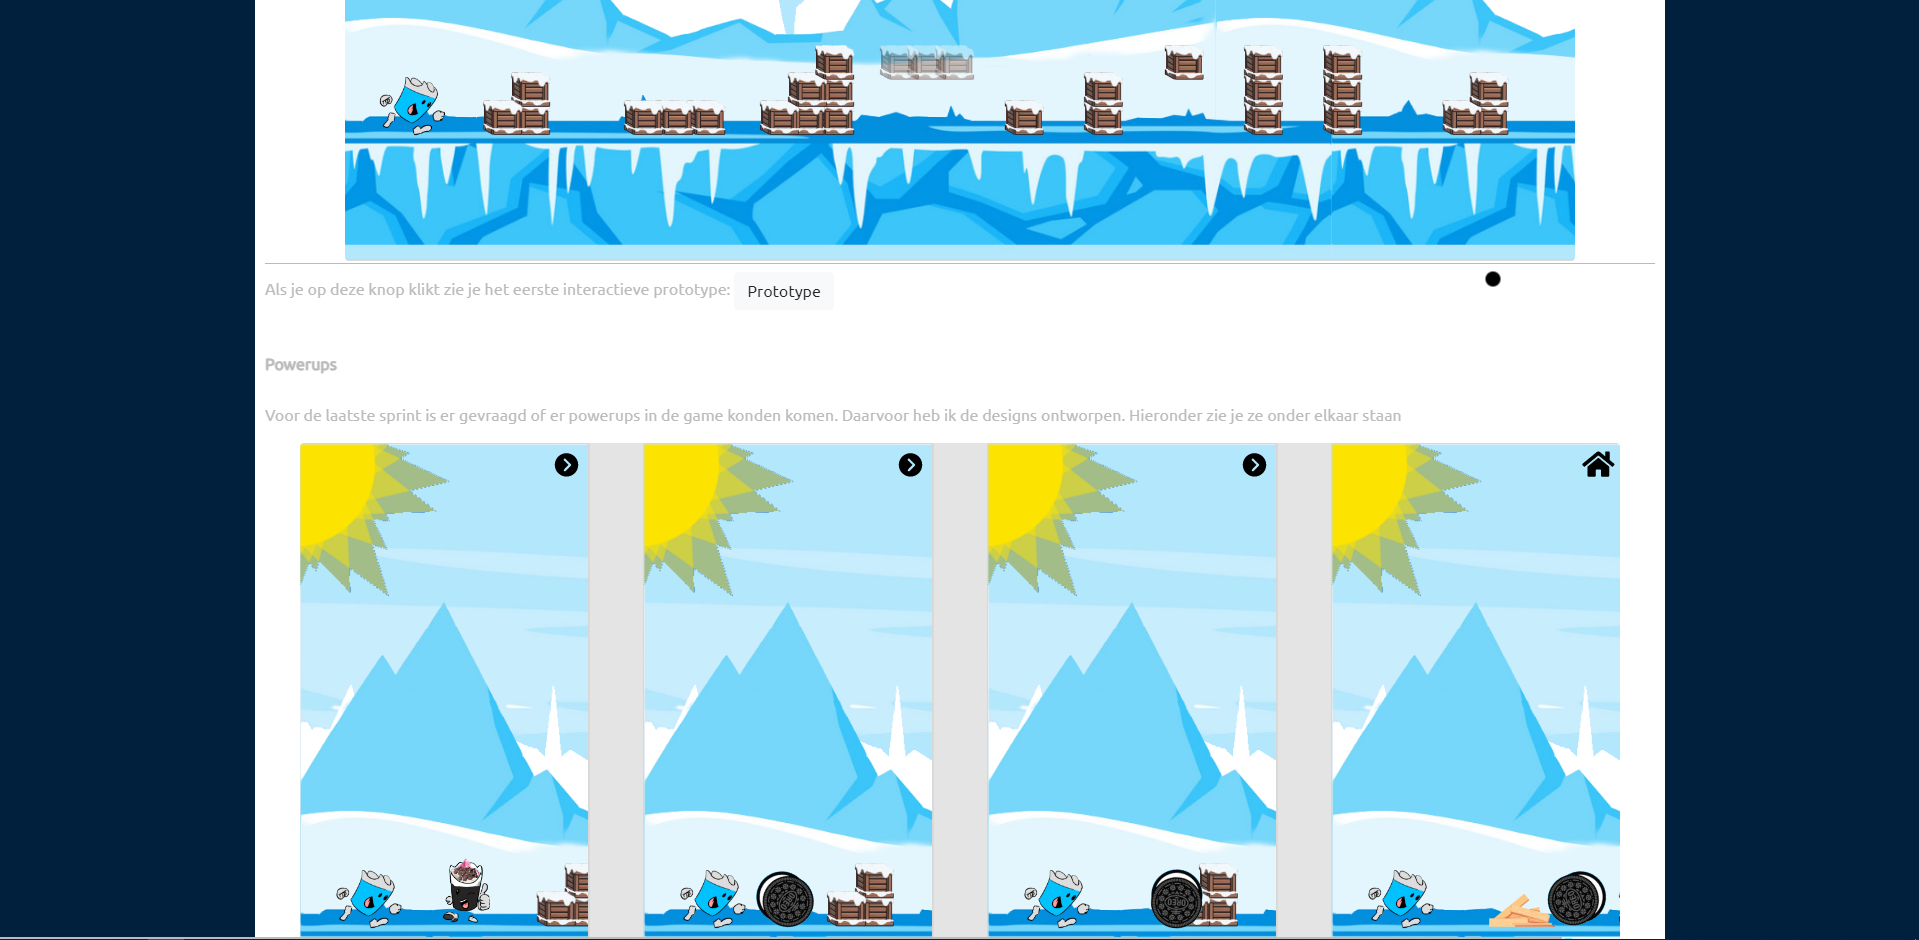 Als je op deze knop klikt zie je het eerste interactieve prototype: Prototype
Powerups
Voor de laatste sprint is er gevraagd of er powerups in de game konden komen. Daarvoor heb ik de designs ontworpen. Hieronder zie je ze onder elkaar staan
OREO